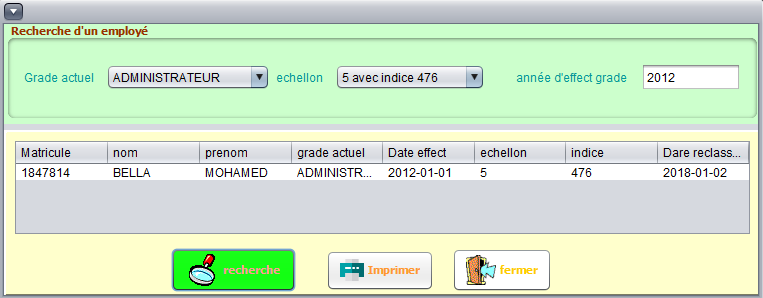 Recherche d'un employé
Grade actuel ADMINISTRATEUR echellon 5 avec indice 476 année d'effect grade 2012
Matricule nom prenom grade actuel Date effect echellon indice Dare reclass...
1847814 BELLA MOHAMED ADMINISTR... 2012-01-01 5 476 2018-01-02
recherche Imprimer fermer